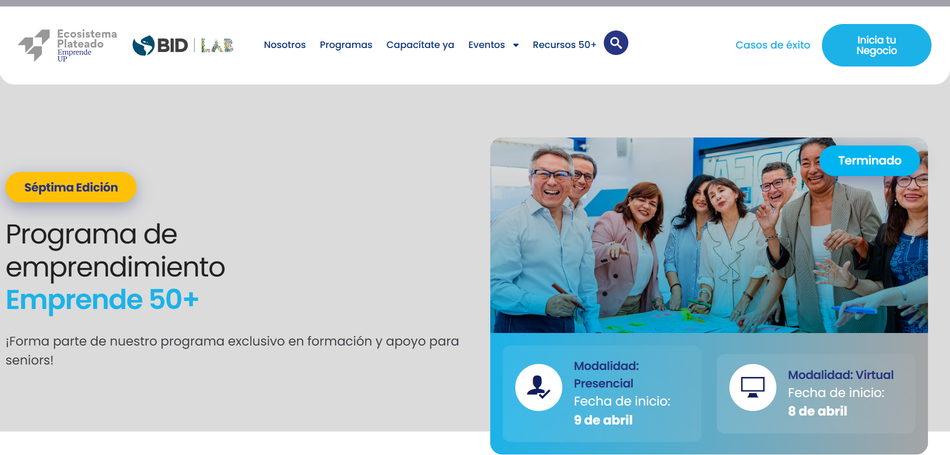 Ecosistema
Plateado
Emprende
UP
BID | LAB
Nosotros Programas Capacítate ya Eventos Recursos 50+
Casos de éxito
Inicia tu
Negocio
Séptima Edición
Programa de
emprendimiento
Emprende 50+
¡Forma parte de nuestro programa exclusivo en formación y apoyo para
seniors!
Terminado
Modalidad:
Presencial
Fecha de inicio:
9 de abril
Modalidad: Virtual
Fecha de inicio:
8 de abril